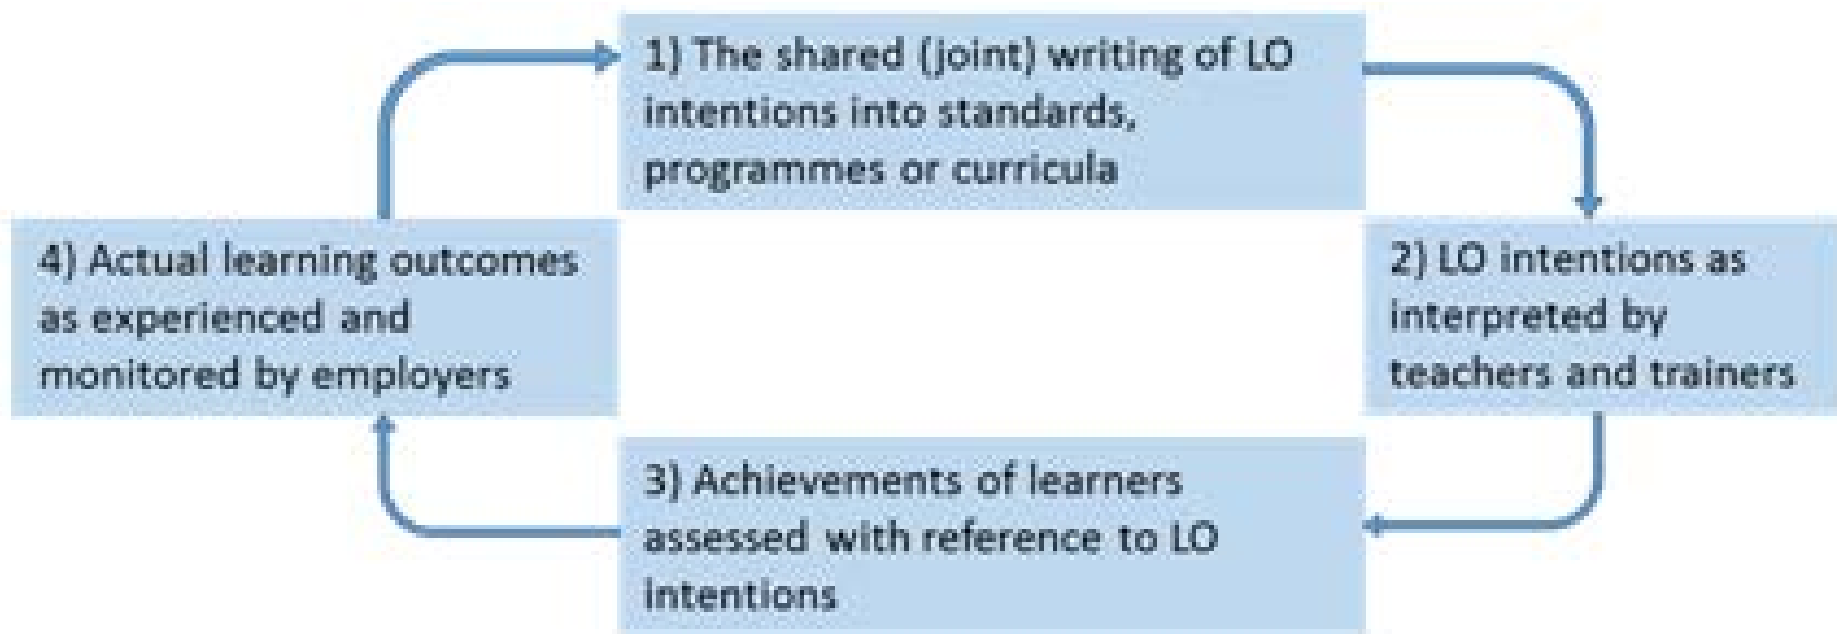 1) The shared (joint) writing of LO
intentions into standards,
programmes or curricula
4) Actual learning outcomes
as experienced and
monitored by employers
2) LO intentions as
interpreted by
teachers and trainers
3) Achievements of learners
assessed with reference to LO
intentions